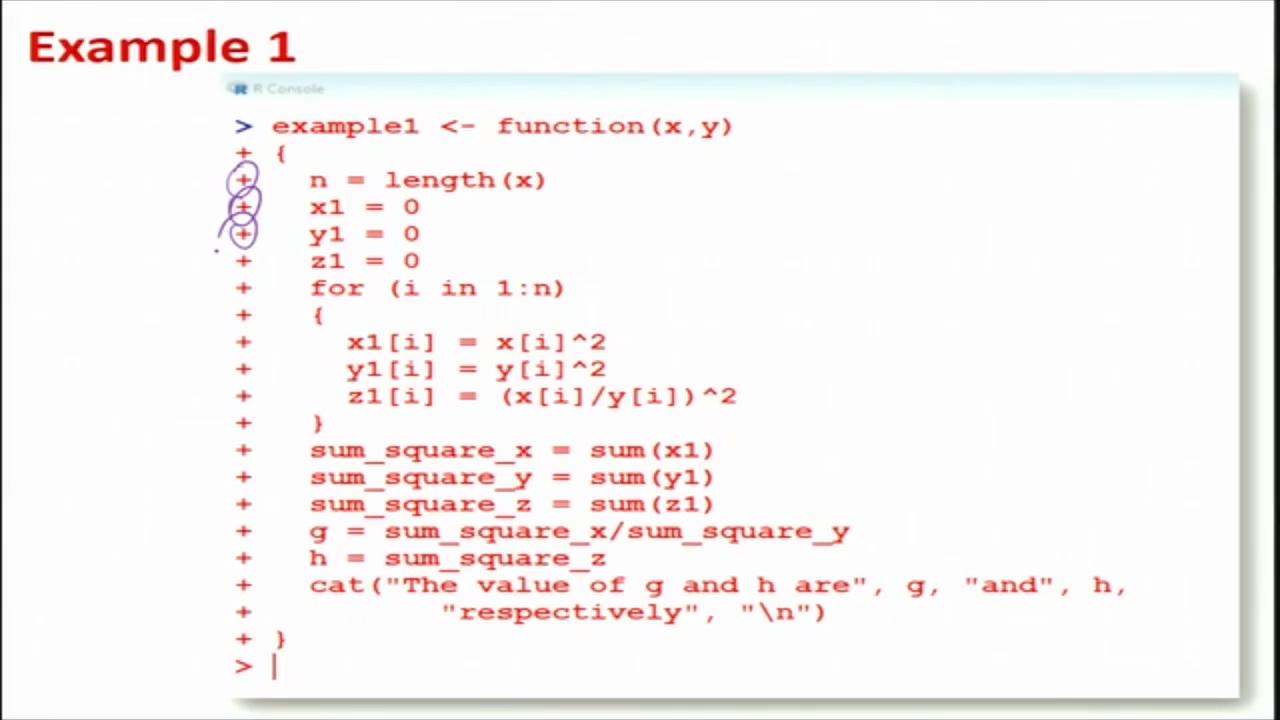 Example 1
R Console
> example1 <- function(x,y)
+ {
+   n = length(x)
+   x1 = 0
+   y1 = 0
+   z1 = 0
+   for (i in 1:n)
+   {
+     x1[i] = x[i]^2
+     y1[i] = y[i]^2
+     z1[i] = (x[i]/y[i])^2
+   }
+   sum_square_x = sum(x1)
+   sum_square_y = sum(y1)
+   sum_square_z = sum(z1)
+   g = sum_square_x/sum_square_y
+   h = sum_square_z
+   cat("The value of g and h are", g, "and", h,
+          "respectively", "\n")
+ }
> |